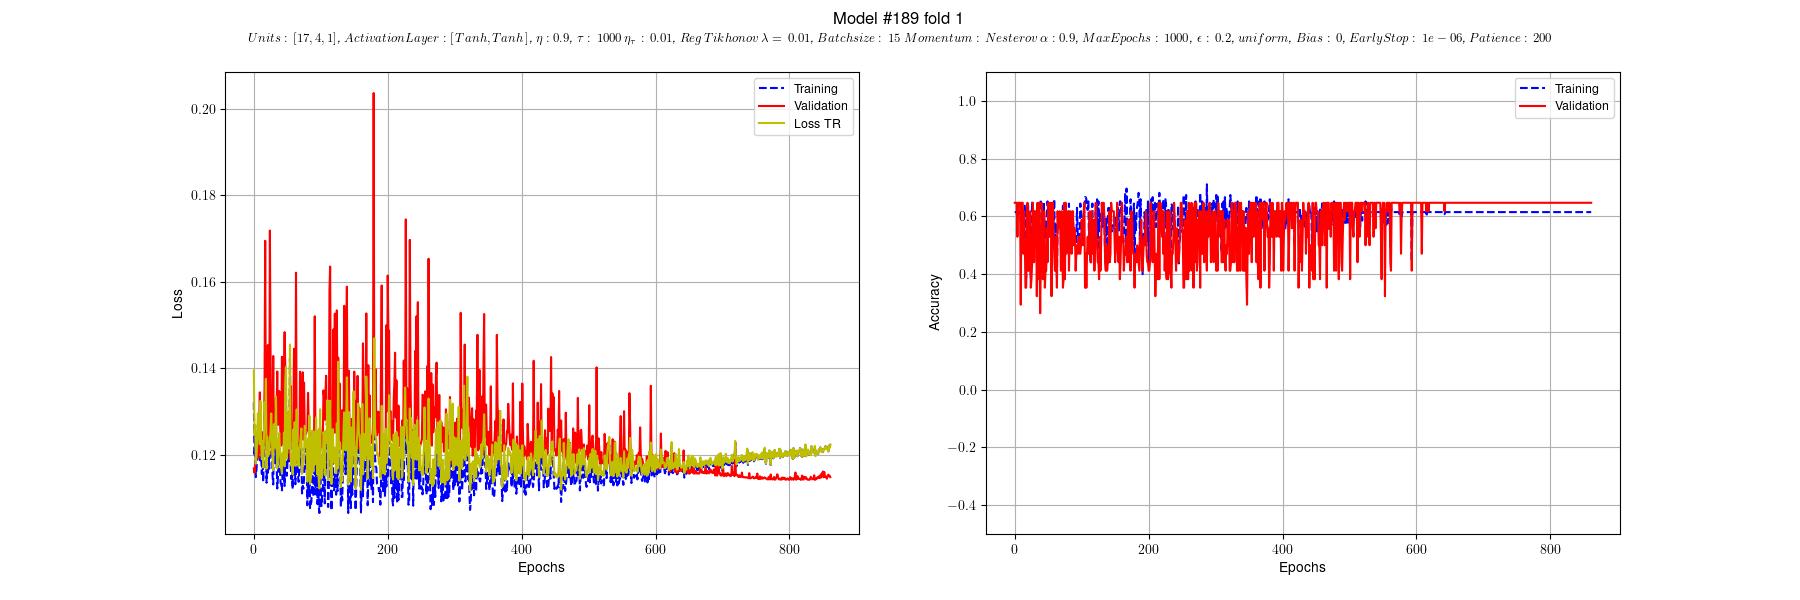 Model #189 fold 1
Units : [17, 4, 1], ActivationLayer : [Tanh, Tanh], η : 0.9, τ : 1000 η_τ : 0.01, Reg Tikhonov λ = 0.01, Batchsize : 15 Momentum : Nesterov α : 0.9, MaxEpochs : 1000, ϵ : 0.2, uniform, Bias : 0, EarlyStop : 1e − 06, Patience : 200
Training
Validation
Loss TR
0.20
0.18
0.16
0.14
0.12
Loss
0 200 400 600 800
Epochs
Training
Validation
1.0
0.8
0.6
0.4
0.2
0.0
−0.2
−0.4
Accuracy
0 200 400 600 800
Epochs